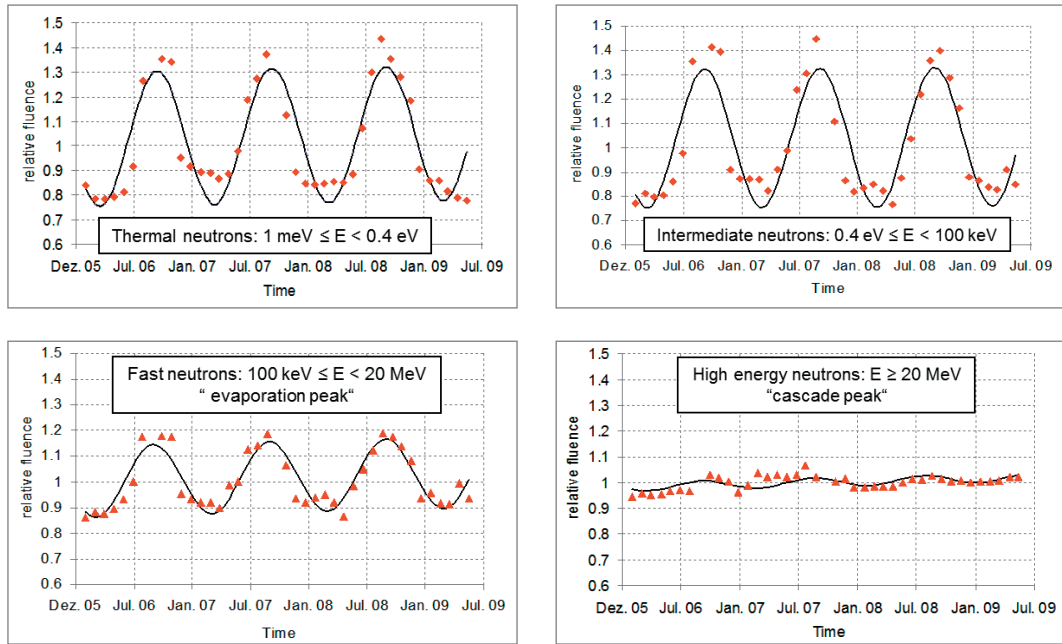 1.5
1.4
1.3
1.2
1.1
1
0.9
0.8
0.7
0.6
relative fluence
Thermal neutrons: 1 meV ≤ E < 0.4 eV
Dez. 05 Jul. 06 Jan. 07 Jul. 07 Jan. 08 Jul. 08 Jan. 09 Jul. 09
Time
1.5
1.4
1.3
1.2
1.1
1
0.9
0.8
0.7
0.6
relative fluence
Intermediate neutrons: 0.4 eV ≤ E < 100 keV
Dez. 05 Jul. 06 Jan. 07 Jul. 07 Jan. 08 Jul. 08 Jan. 09 Jul. 09
Time
1.5
1.4
1.3
1.2
1.1
1
0.9
0.8
0.7
0.6
relative fluence
Fast neutrons: 100 keV ≤ E < 20 MeV
“ evaporation peak“
Dez. 05 Jul. 06 Jan. 07 Jul. 07 Jan. 08 Jul. 08 Jan. 09 Jul. 09
Time
1.5
1.4
1.3
1.2
1.1
1
0.9
0.8
0.7
0.6
relative fluence
High energy neutrons: E ≥ 20 MeV
“cascade peak“
Dez. 05 Jul. 06 Jan. 07 Jul. 07 Jan. 08 Jul. 08 Jan. 09 Jul. 09
Time